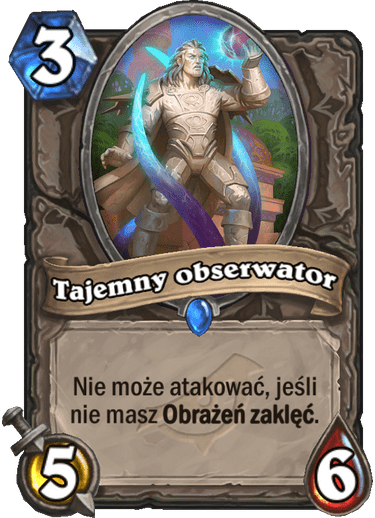 3
Tajemny obserwator
Nie może atakować, jeśli
nie masz Obrażeń zaklęć.
5
6